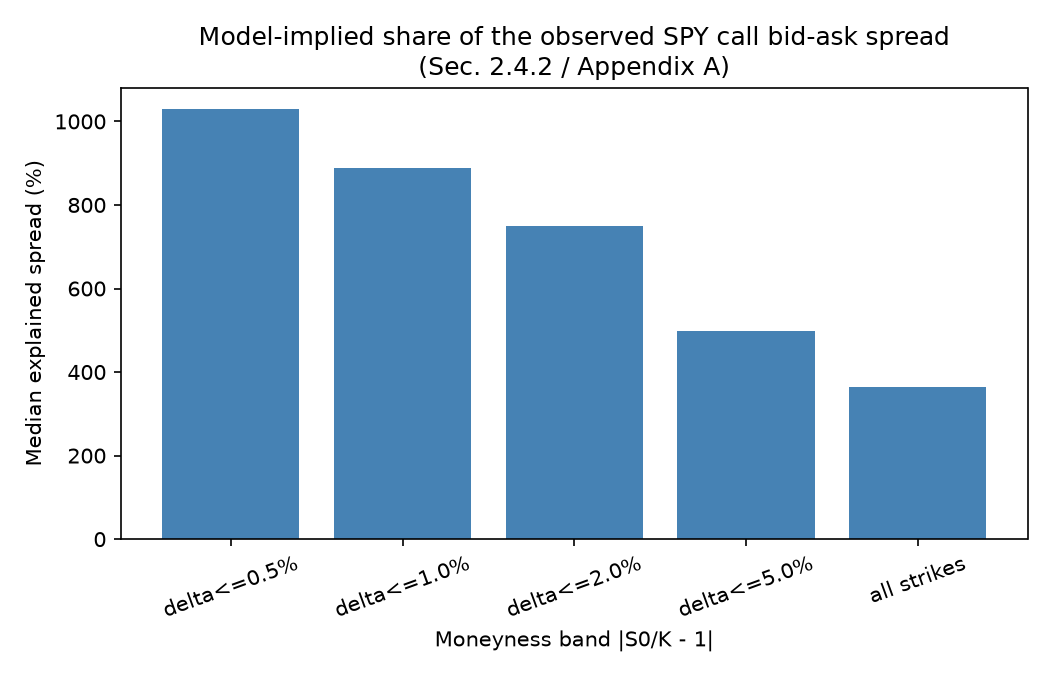 Model-implied share of the observed SPY call bid-ask spread
(Sec. 2.4.2 / Appendix A)
Median explained spread (%)
1000
800
600
400
200
0
delta<=0.5%
delta<=1.0%
delta<=2.0%
delta<=5.0%
all strikes
Moneyness band |S0/K - 1|